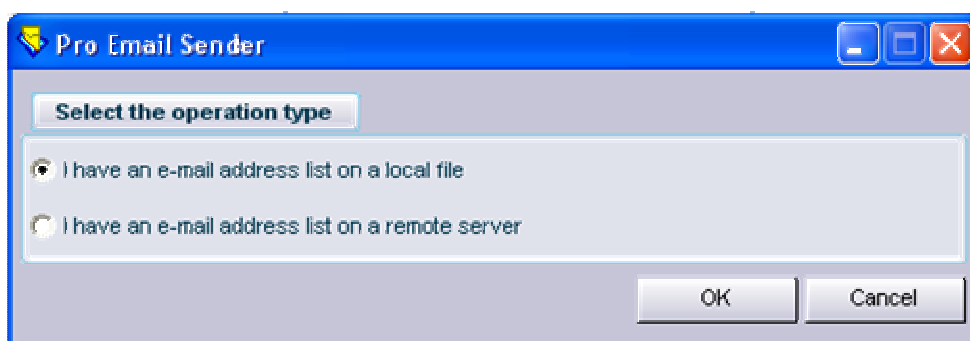 Pro Email Sender
Select the operation type
I have an e-mail address list on a local file
I have an e-mail address list on a remote server
OK Cancel